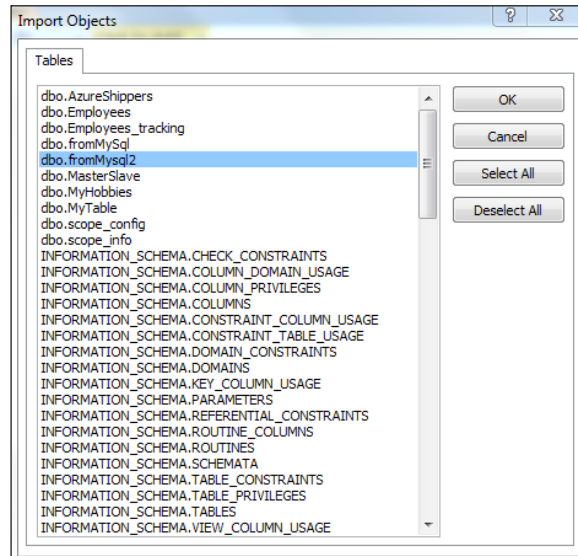 Import Objects
Tables
dbo.AzureShippers
dbo.Employees
dbo.Employees_tracking
dbo.fromMySql
dbo.fromMysql2
dbo.MasterSlave
dbo.MyHobbies
dbo.MyTable
dbo.scope_config
dbo.scope_info
INFORMATION_SCHEMA.CHECK_CONSTRAINTS
INFORMATION_SCHEMA.COLUMN_DOMAIN_USAGE
INFORMATION_SCHEMA.COLUMN_PRIVILEGES
INFORMATION_SCHEMA.COLUMNS
INFORMATION_SCHEMA.CONSTRAINT_COLUMN_USAGE
INFORMATION_SCHEMA.CONSTRAINT_TABLE_USAGE
INFORMATION_SCHEMA.DOMAIN_CONSTRAINTS
INFORMATION_SCHEMA.DOMAINS
INFORMATION_SCHEMA.KEY_COLUMN_USAGE
INFORMATION_SCHEMA.PARAMETERS
INFORMATION_SCHEMA.REFERENTIAL_CONSTRAINTS
INFORMATION_SCHEMA.ROUTINE_COLUMNS
INFORMATION_SCHEMA.ROUTINES
INFORMATION_SCHEMA.SCHEMATA
INFORMATION_SCHEMA.TABLE_CONSTRAINTS
INFORMATION_SCHEMA.TABLE_PRIVILEGES
INFORMATION_SCHEMA.TABLES
INFORMATION_SCHEMA.VIEW_COLUMN_USAGE
OK
Cancel
Select All
Deselect All